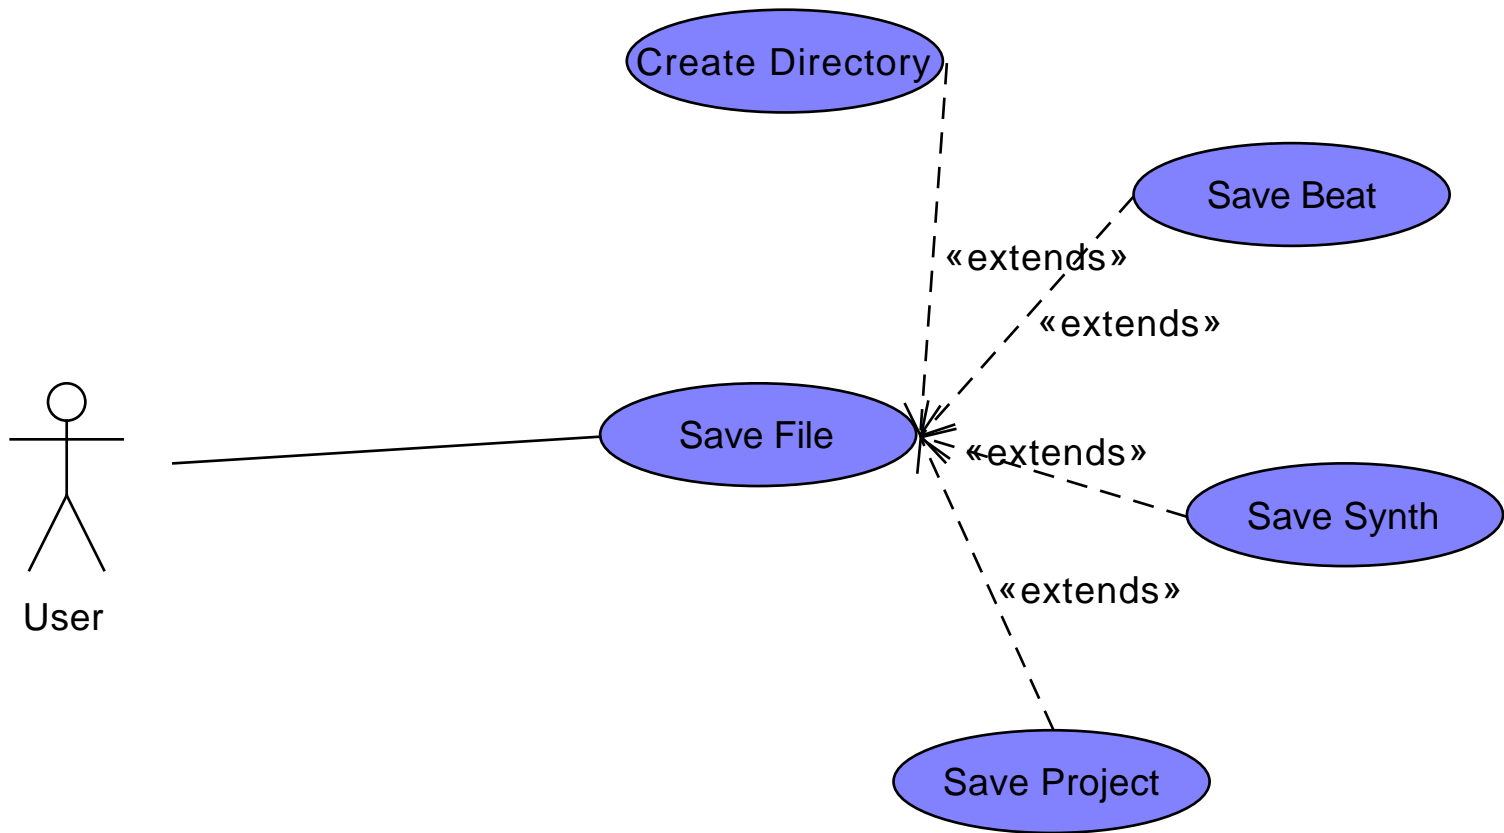 Create Directory
Save Beat
«extends»
«extends»
Save File
«extends»
Save Synth
«extends»
User
Save Project